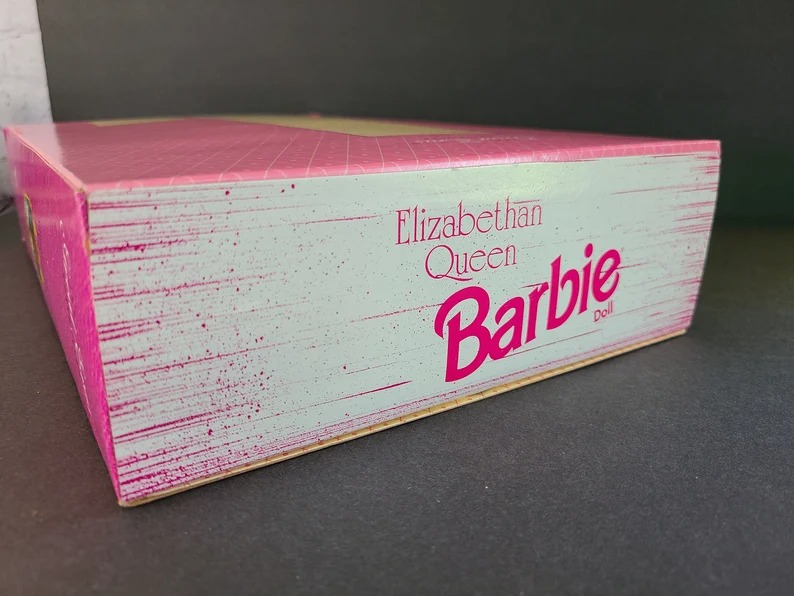 Elizabethan
Queen
Barbie
Doll